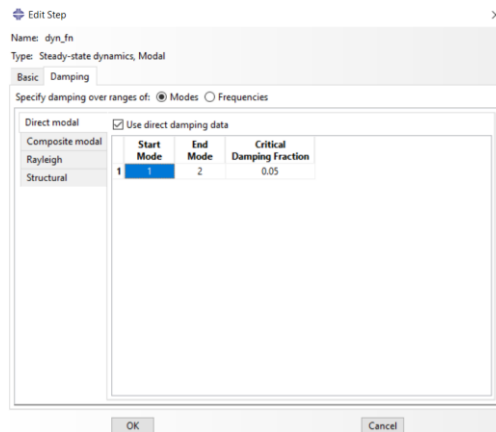 Edit Step
Name: dyn_fn
Type: Steady-state dynamics, Modal
Basic Damping
Specify damping over ranges of: Modes Frequencies
Direct modal
Composite modal
Rayleigh
Structural
Use direct damping data
Start Mode End Mode Critical Damping Fraction
1 1 2 0.05
OK Cancel